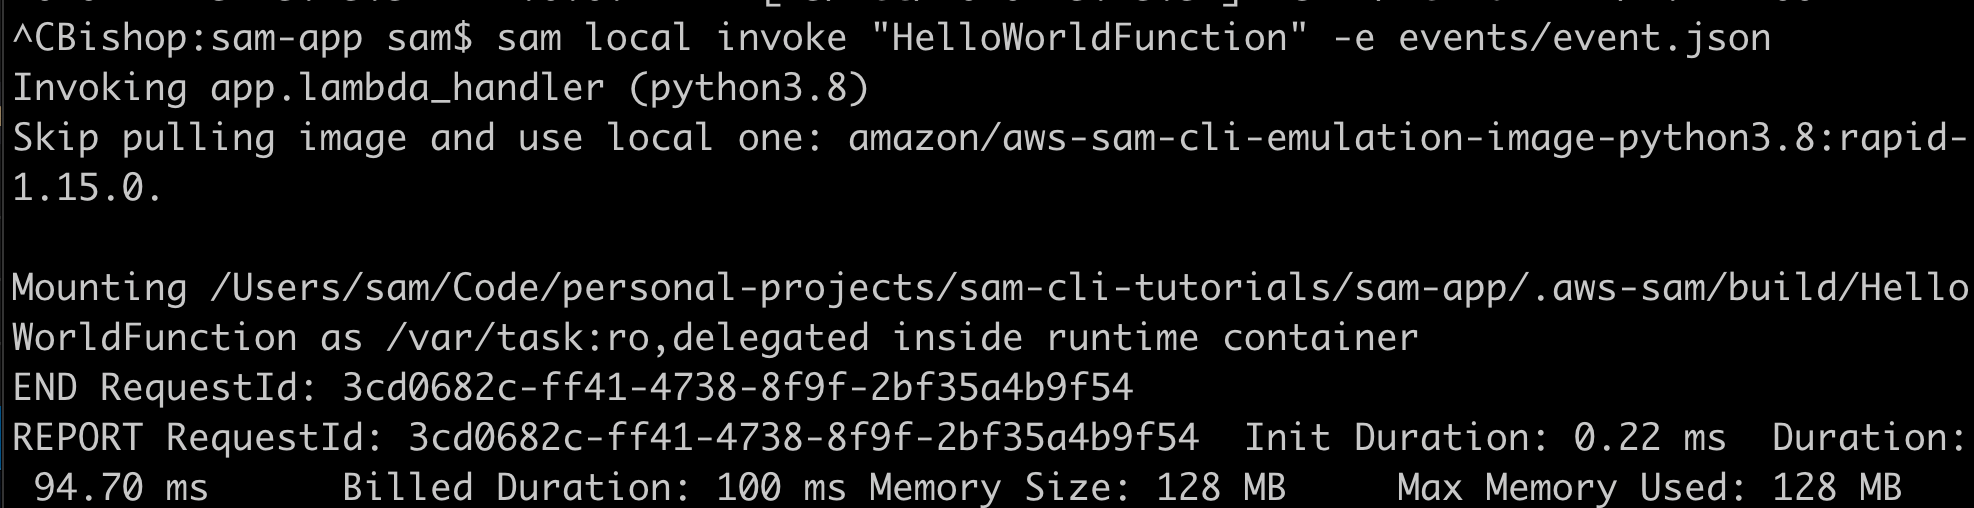 ^CBishop:sam-app sam$ sam local invoke "HelloWorldFunction" -e events/event.json
Invoking app.lambda_handler (python3.8)
Skip pulling image and use local one: amazon/aws-sam-cli-emulation-image-python3.8:rapid-
1.15.0.
Mounting /Users/sam/Code/personal-projects/sam-cli-tutorials/sam-app/.aws-sam/build/Hello
WorldFunction as /var/task:ro,delegated inside runtime container
END RequestId: 3cd0682c-ff41-4738-8f9f-2bf35a4b9f54
REPORT RequestId: 3cd0682c-ff41-4738-8f9f-2bf35a4b9f54  Init Duration: 0.22 ms  Duration:
 94.70 ms      Billed Duration: 100 ms Memory Size: 128 MB     Max Memory Used: 128 MB